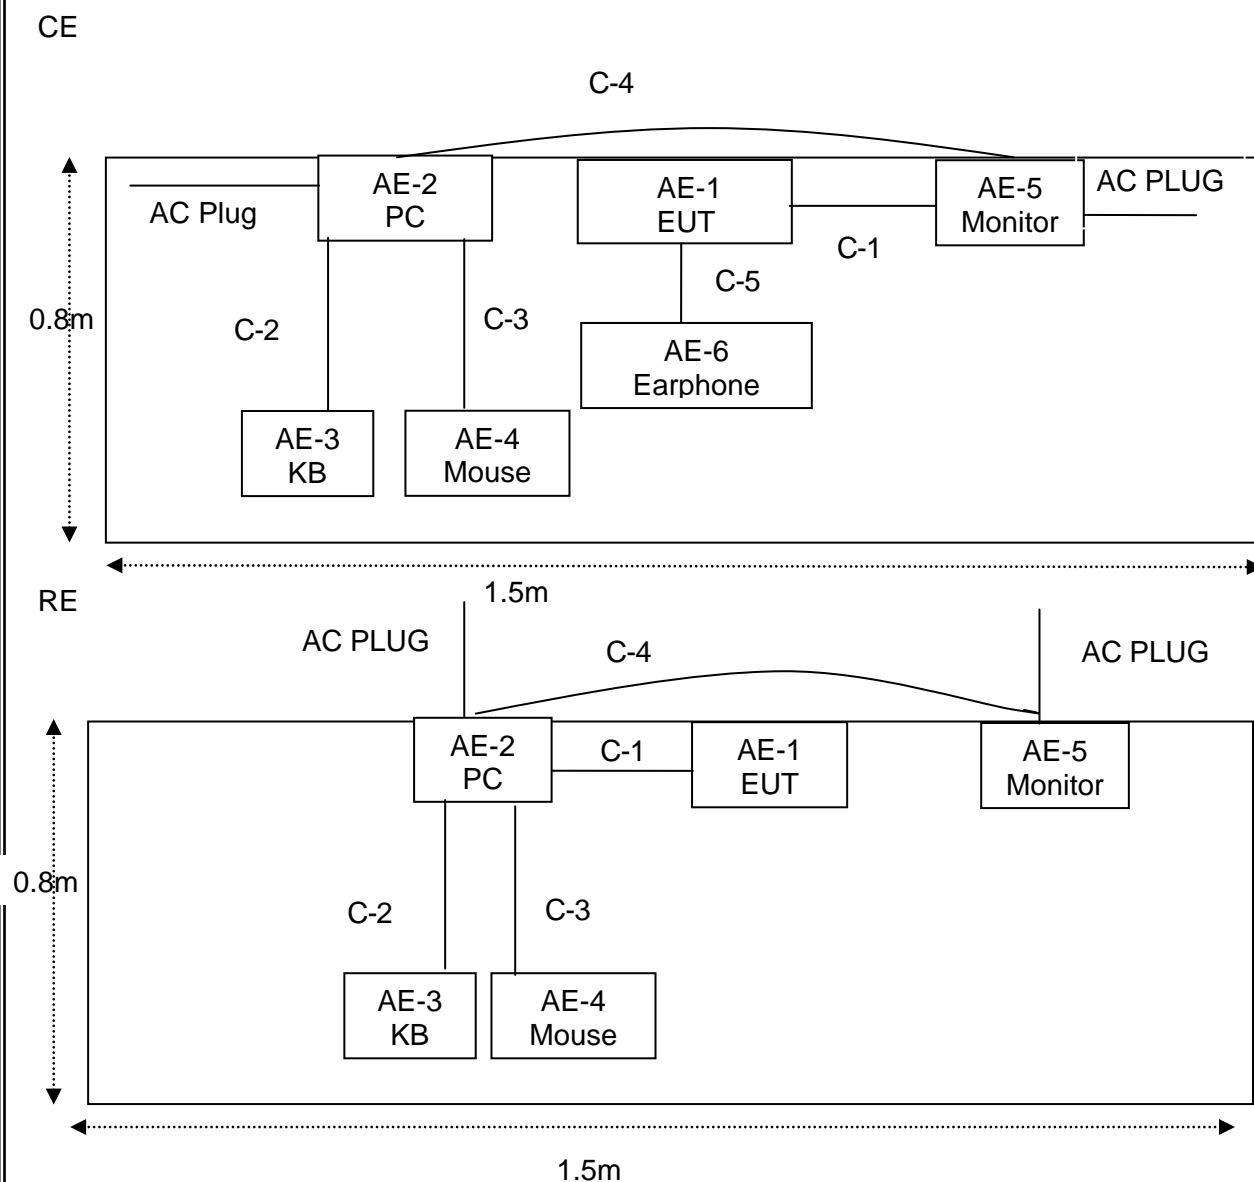 CE
C-4
AE-2
PC
AE-1
EUT
AE-5
Monitor
AC PLUG
AC Plug
C-1
C-5
0.8m
C-2
C-3
AE-6
Earphone
AE-3
KB
AE-4
Mouse
1.5m
RE
AC PLUG
C-4
AC PLUG
AE-2
PC
C-1
AE-1
EUT
AE-5
Monitor
0.8m
C-2
C-3
AE-3
KB
AE-4
Mouse
1.5m